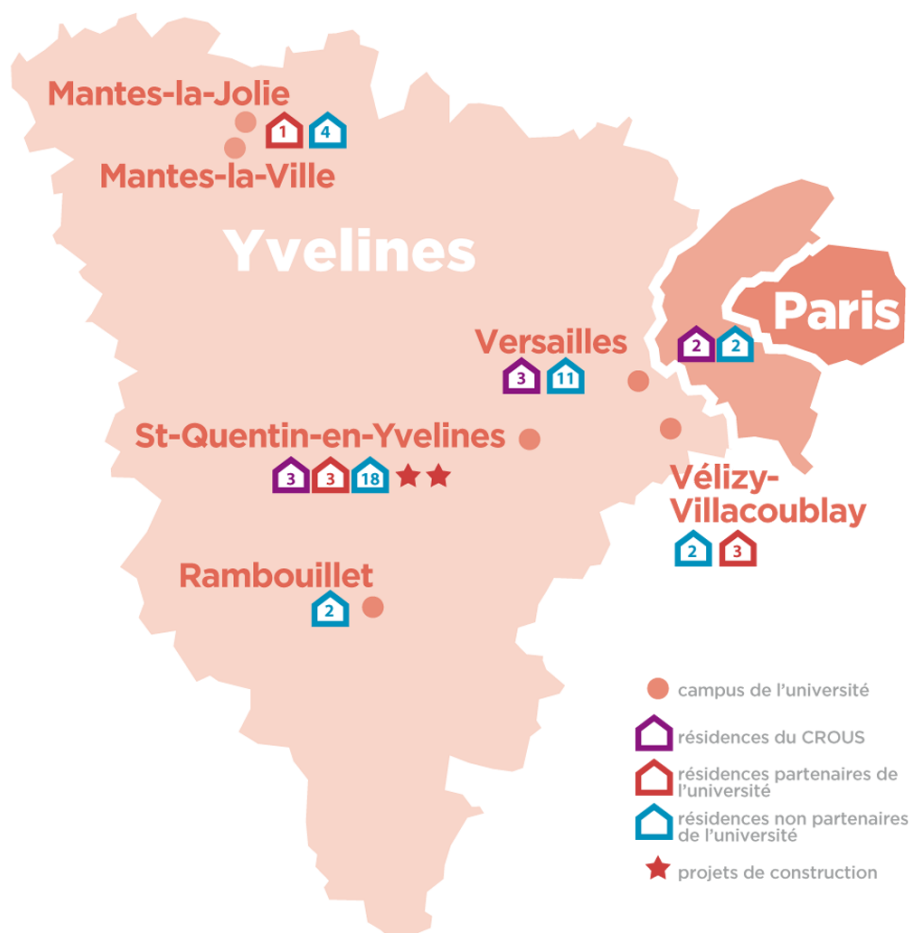 Mantes-la-Jolie
1 4
Mantes-la-Ville
Yvelines
Paris
2 2
Versailles
3 11
St-Quentin-en-Yvelines
3 3 18
Vélizy-
Villacoublay
2 3
Rambouillet
2
campus de l'université
résidences du CROUS
résidences partenaires de
l'université
résidences non partenaires
de l'université
projets de construction